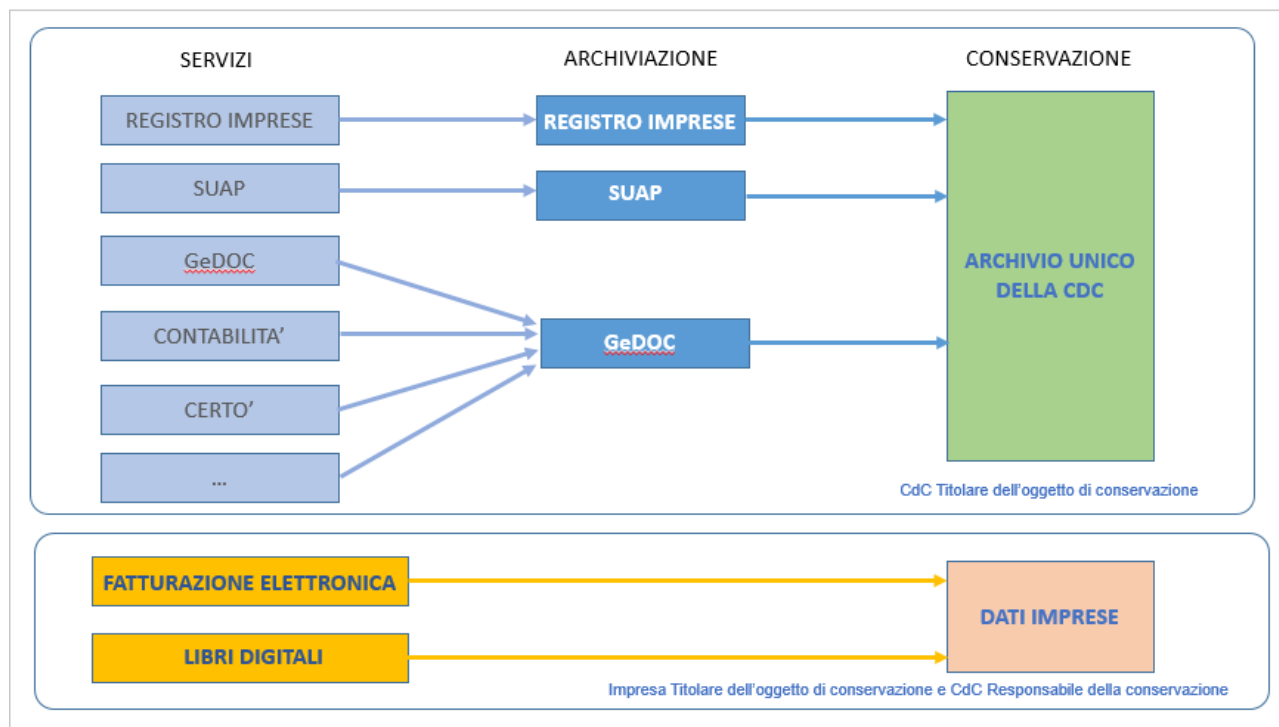 SERVIZI
ARCHIVIAZIONE
CONSERVAZIONE
REGISTRO IMPRESE
REGISTRO IMPRESE
SUAP
SUAP
GeDOC
ARCHIVIO UNICO
DELLA CDC
CONTABILITA’
GeDOC
CERTO’
...
CdC Titolare dell’oggetto di conservazione
FATTURAZIONE ELETTRONICA
DATI IMPRESE
LIBRI DIGITALI
Impresa Titolare dell’oggetto di conservazione e CdC Responsabile della conservazione